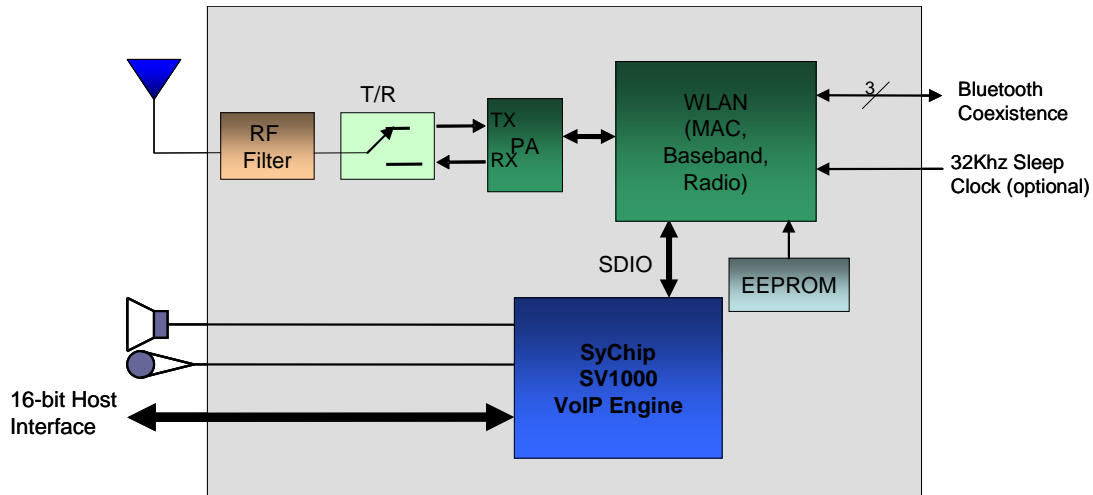 T/R
RF
Filter
TX
PA
RX
WLAN
(MAC,
Baseband,
Radio)
3
Bluetooth
Coexistence
32Khz Sleep
Clock (optional)
SDIO
EEPROM
SyChip
SV1000
VoIP Engine
16-bit Host
Interface